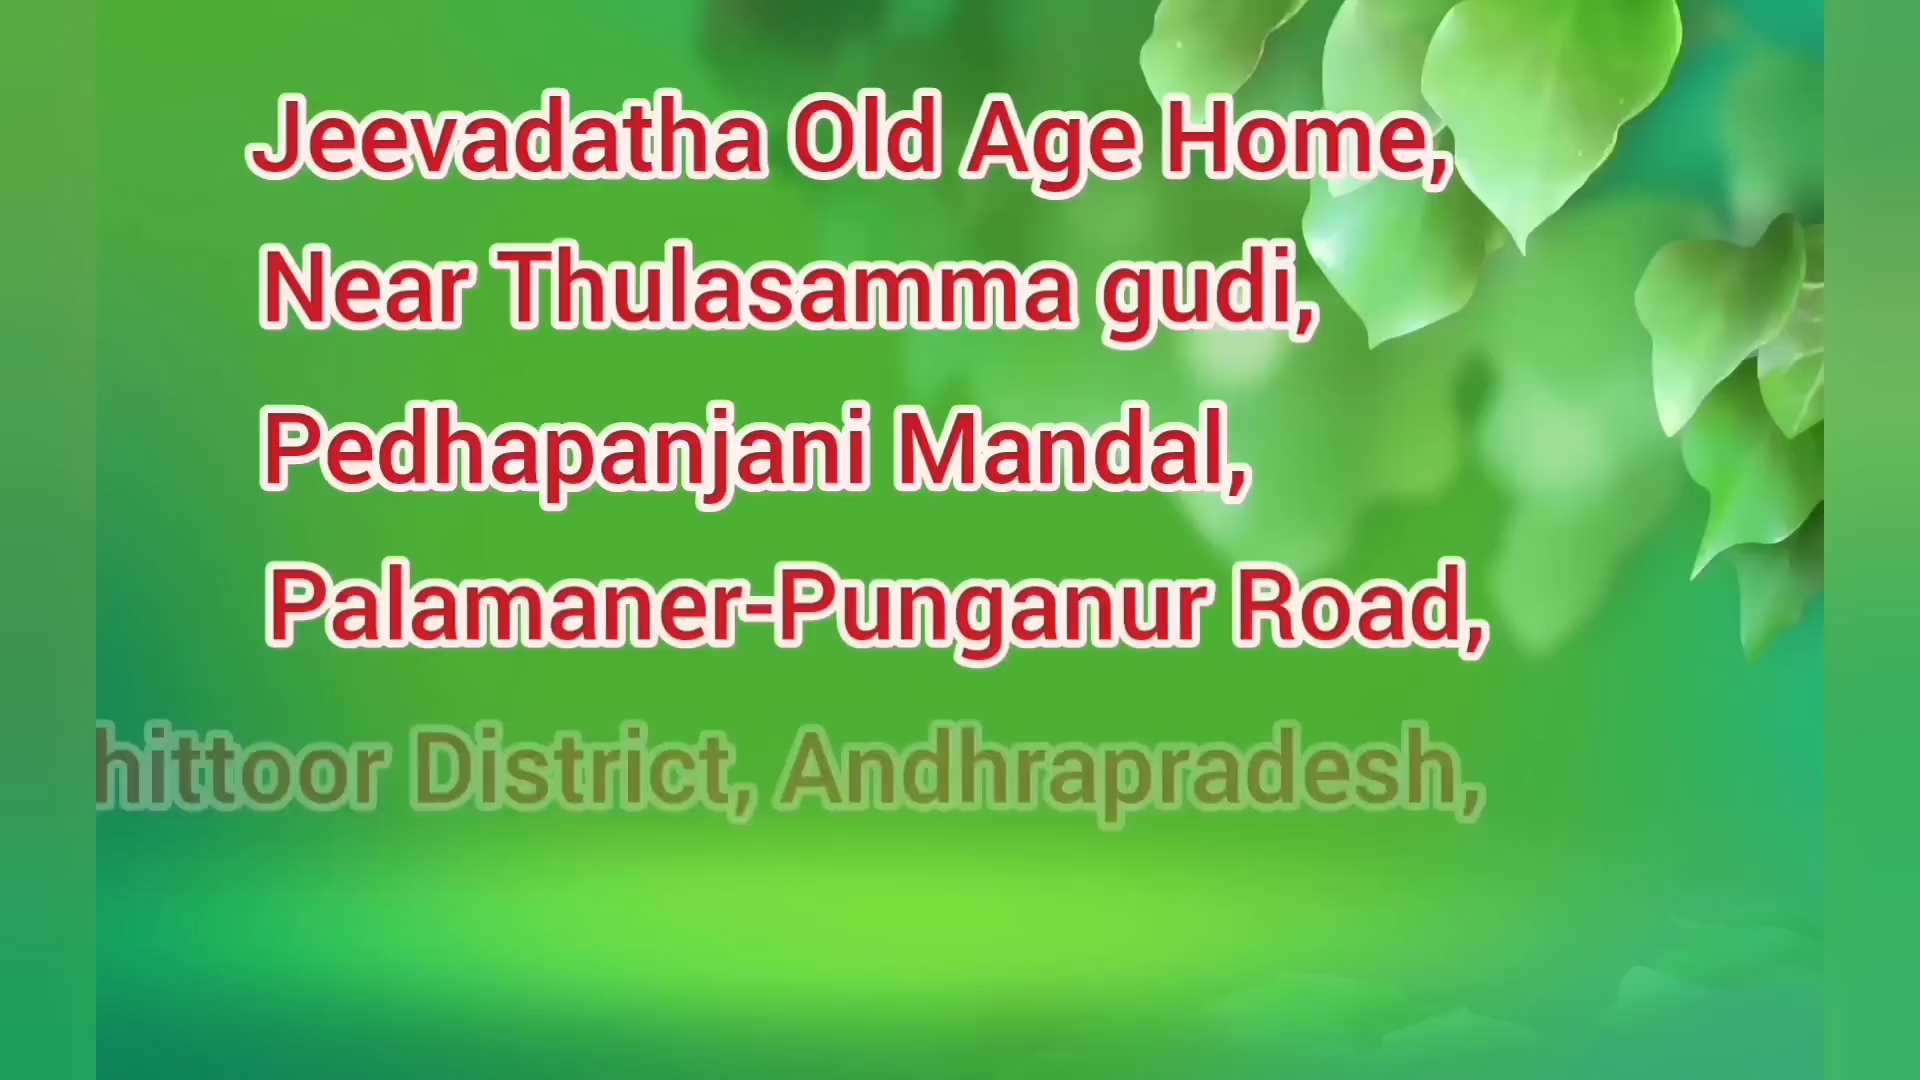 Jeevadatha Old Age Home,
Near Thulasamma gudi,
Pedhapanjani Mandal,
Palamaner-Punganur Road,
hittoor District, Andhrapradesh,